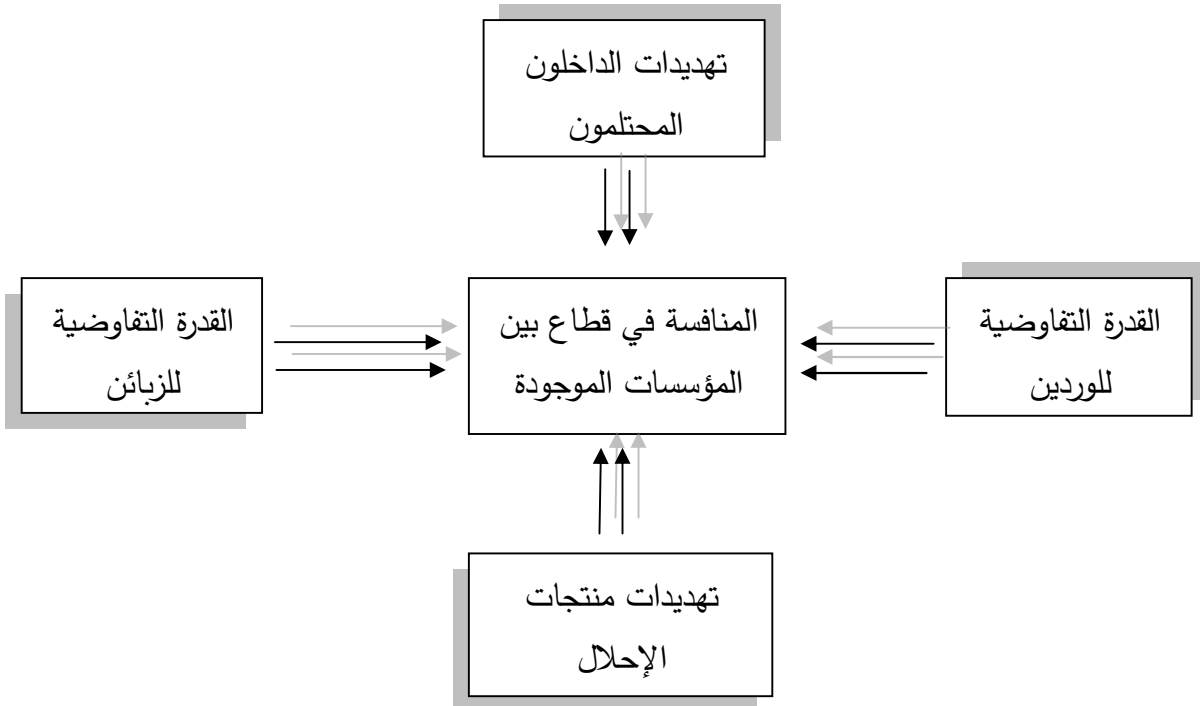 تهديدات الداخلون
المحتلمون
القدرة التفاوضية
للوردين
المنافسة في قطاع بين
المؤسسات الموجودة
القدرة التفاوضية
للزبائن
تهديدات منتجات
الإحلال